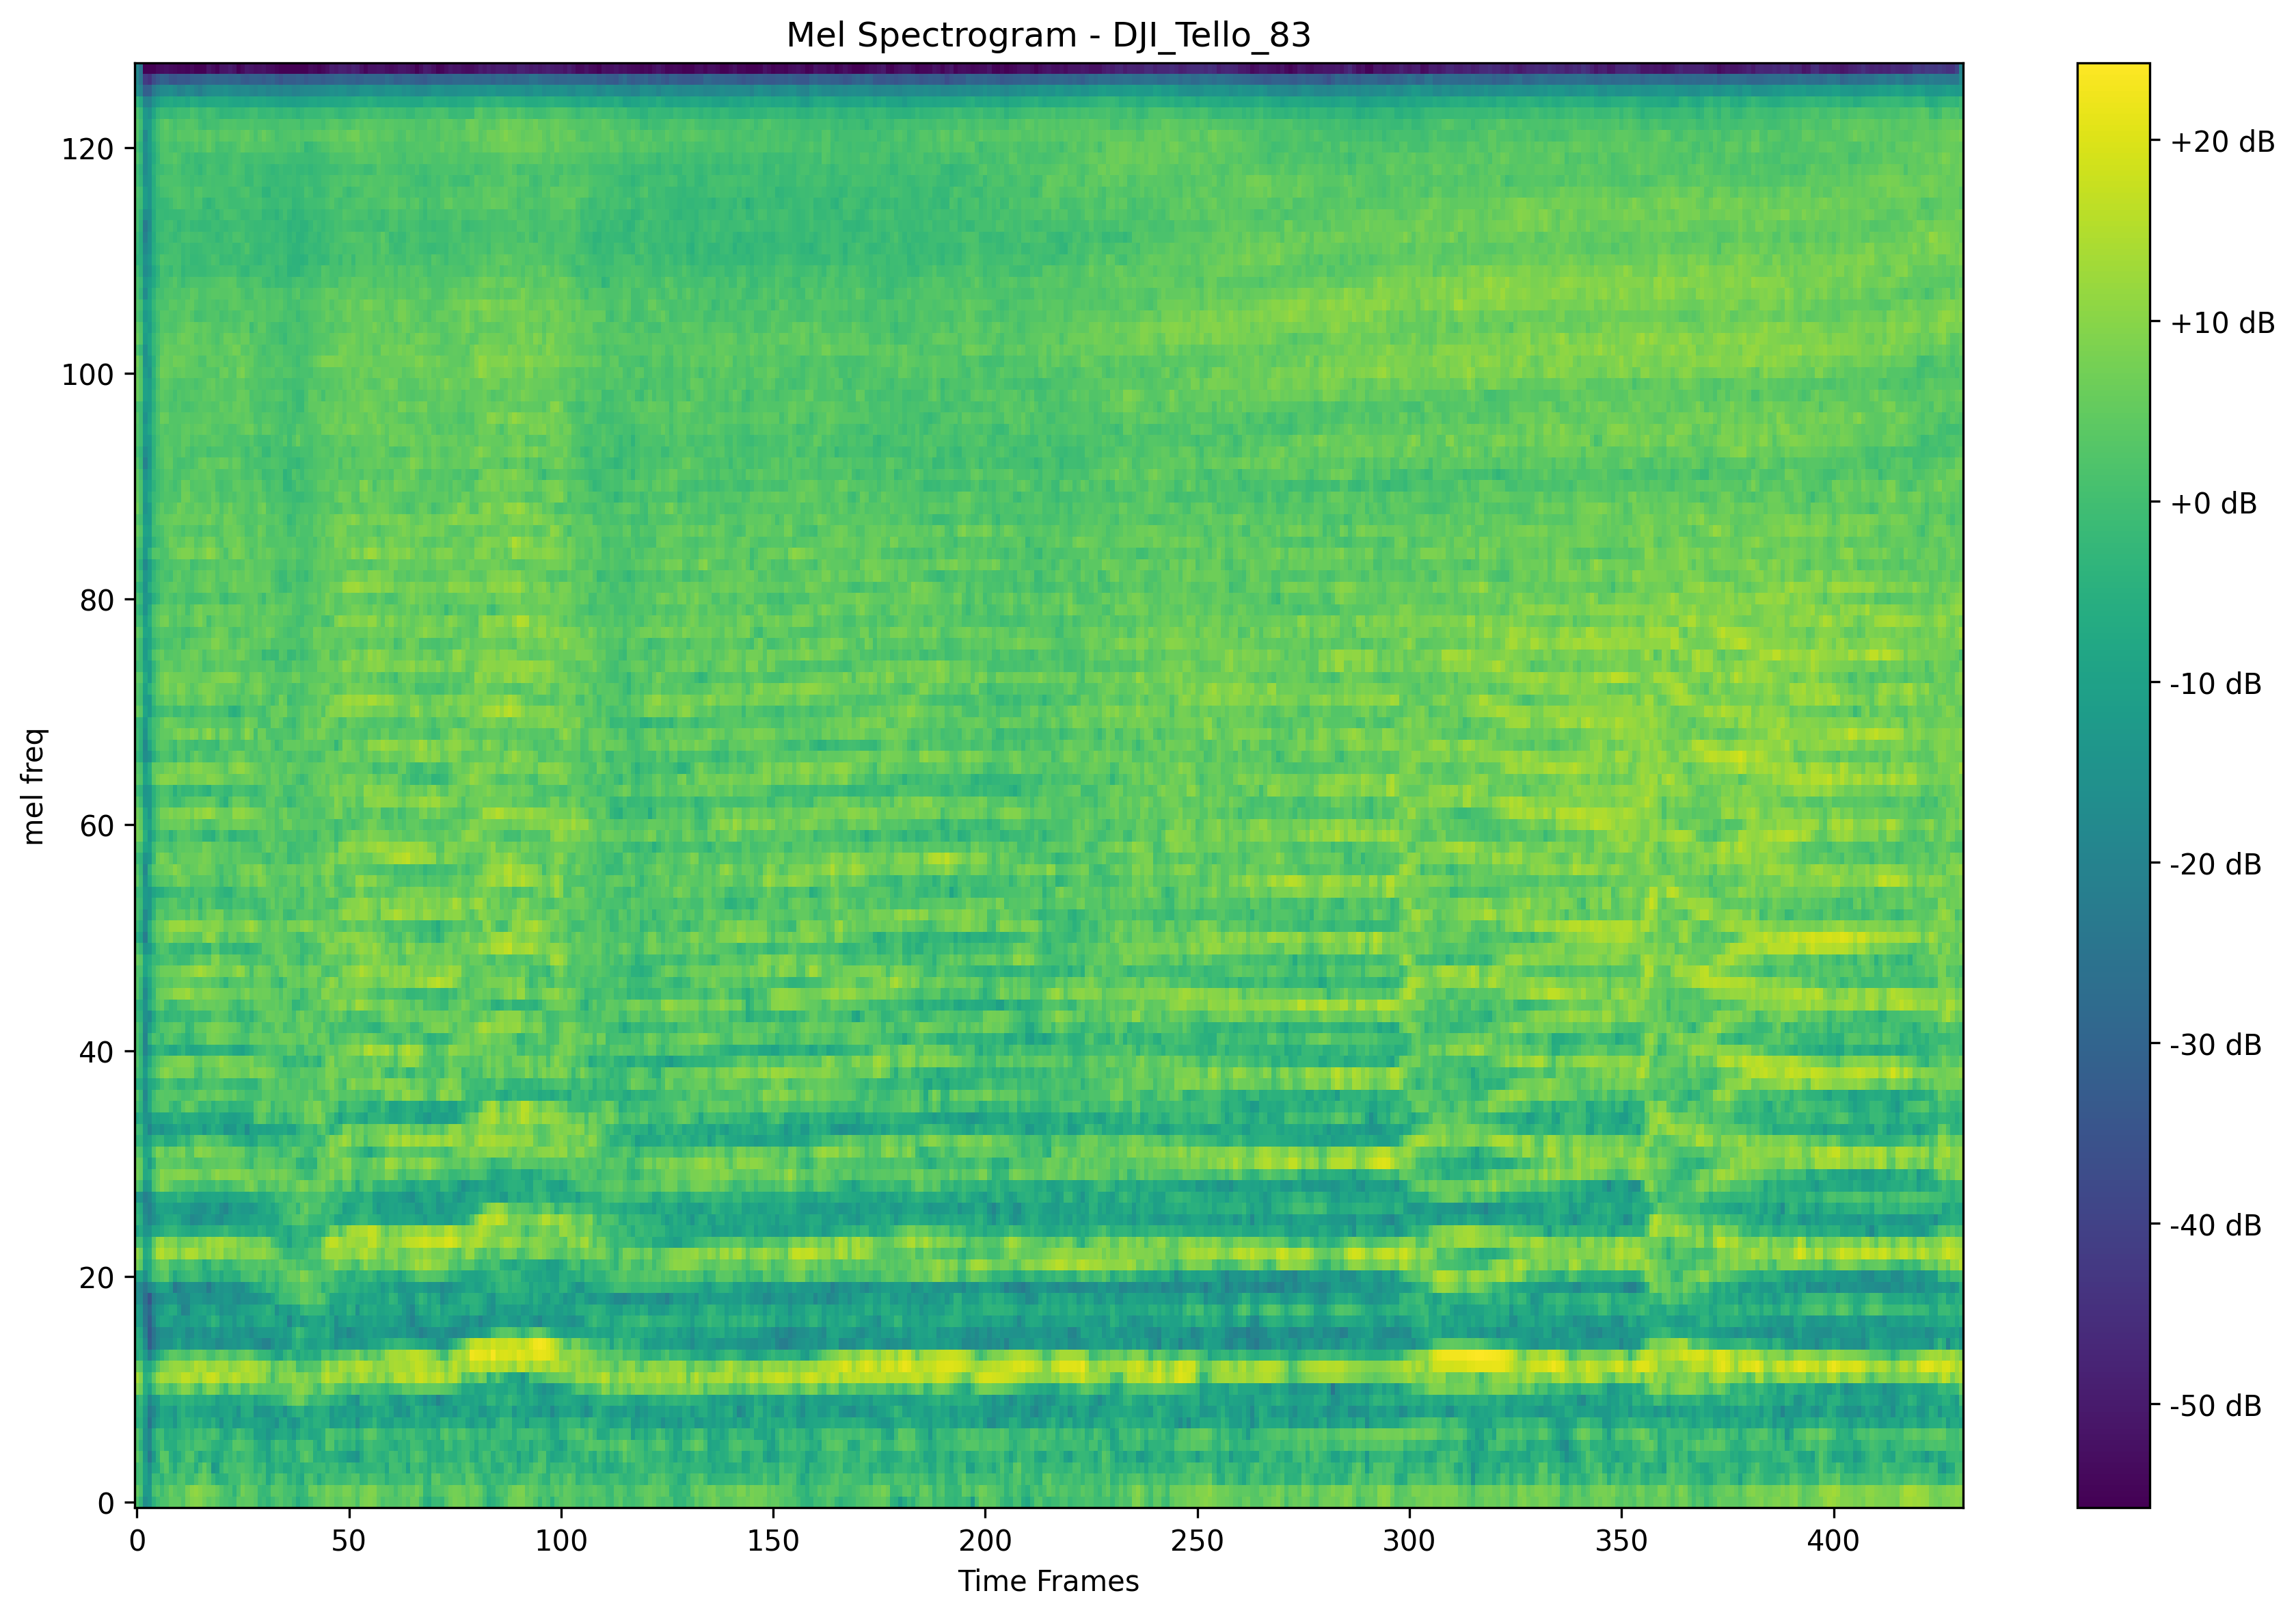 Mel Spectrogram - DJI_Tello_83
120
100
80
60
40
20
0
mel freq
0 50 100 150 200 250 300 350 400
Time Frames
+20 dB
+10 dB
+0 dB
-10 dB
-20 dB
-30 dB
-40 dB
-50 dB